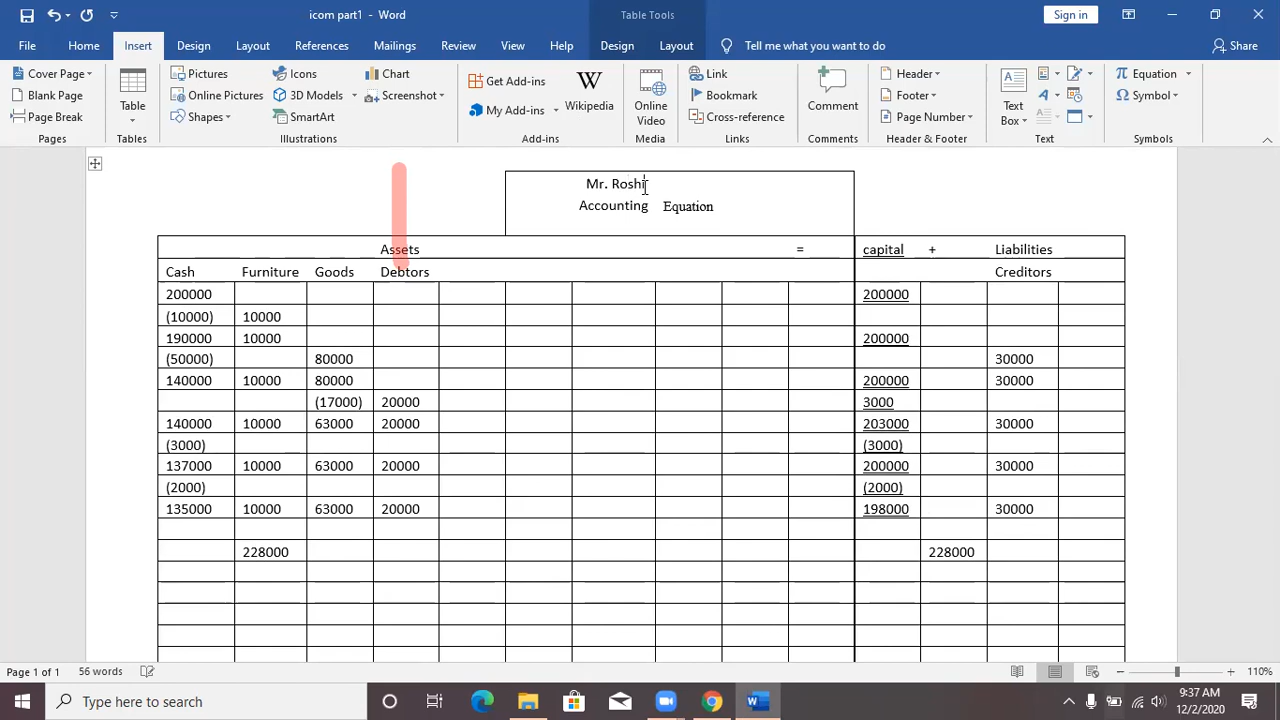 icom part1 - Word
Table Tools
Sign in
File Home Insert Design Layout References Mailings Review View Help Design Layout Tell me what you want to do Share
Cover Page
Blank Page
Page Break
Pages
Table
Tables
Pictures
Online Pictures
Shapes
Icons
3D Models
SmartArt
Chart
Screenshot
Illustrations
Get Add-ins
My Add-ins
Wikipedia
Add-ins
Online
Video
Media
Link
Bookmark
Cross-reference
Links
Comment
Comments
Header
Footer
Page Number
Header & Footer
Text
Box
Text
Equation
Symbol
Symbols
Mr. Roshi
Accounting Equation
Assets = capital + Liabilities
Cash Furniture Goods Debtors Creditors
200000 200000
(10000) 10000
190000 10000 200000
(50000) 80000 30000
140000 10000 80000 200000 30000
(17000) 20000 3000
140000 10000 63000 20000 203000 30000
(3000) (3000)
137000 10000 63000 20000 200000 30000
(2000) (2000)
135000 10000 63000 20000 198000 30000
228000 228000
Page 1 of 1 56 words 110%
Type here to search
9:37 AM
12/2/2020